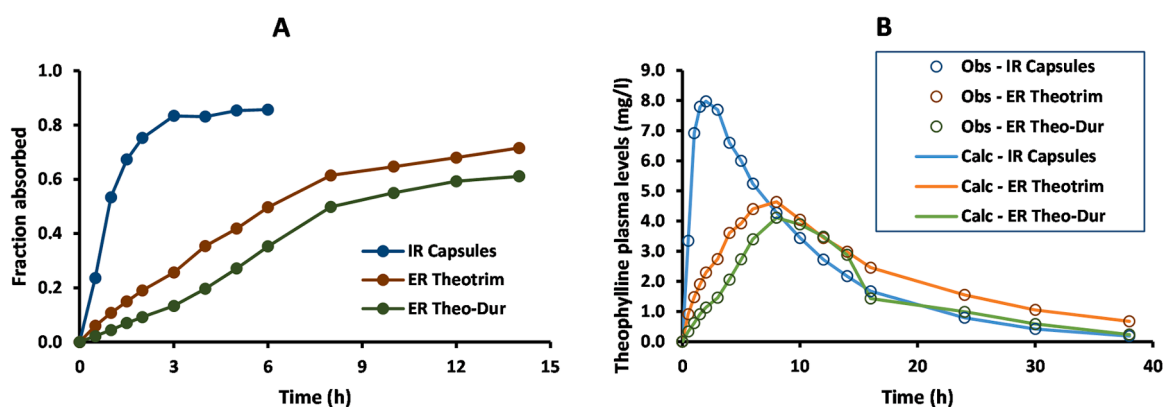 A
1.0
0.8
0.6
0.4
0.2
0.0
Fraction absorbed
0
3
6
9
12
15
Time (h)
IR Capsules
ER Theotrim
ER Theo-Dur
B
9.0
8.0
7.0
6.0
5.0
4.0
3.0
2.0
1.0
0.0
Theophylline plasma levels (mg/l)
0
10
20
30
40
Time (h)
Obs - IR Capsules
Obs - ER Theotrim
Obs - ER Theo-Dur
Calc - IR Capsules
Calc - ER Theotrim
Calc - ER Theo-Dur